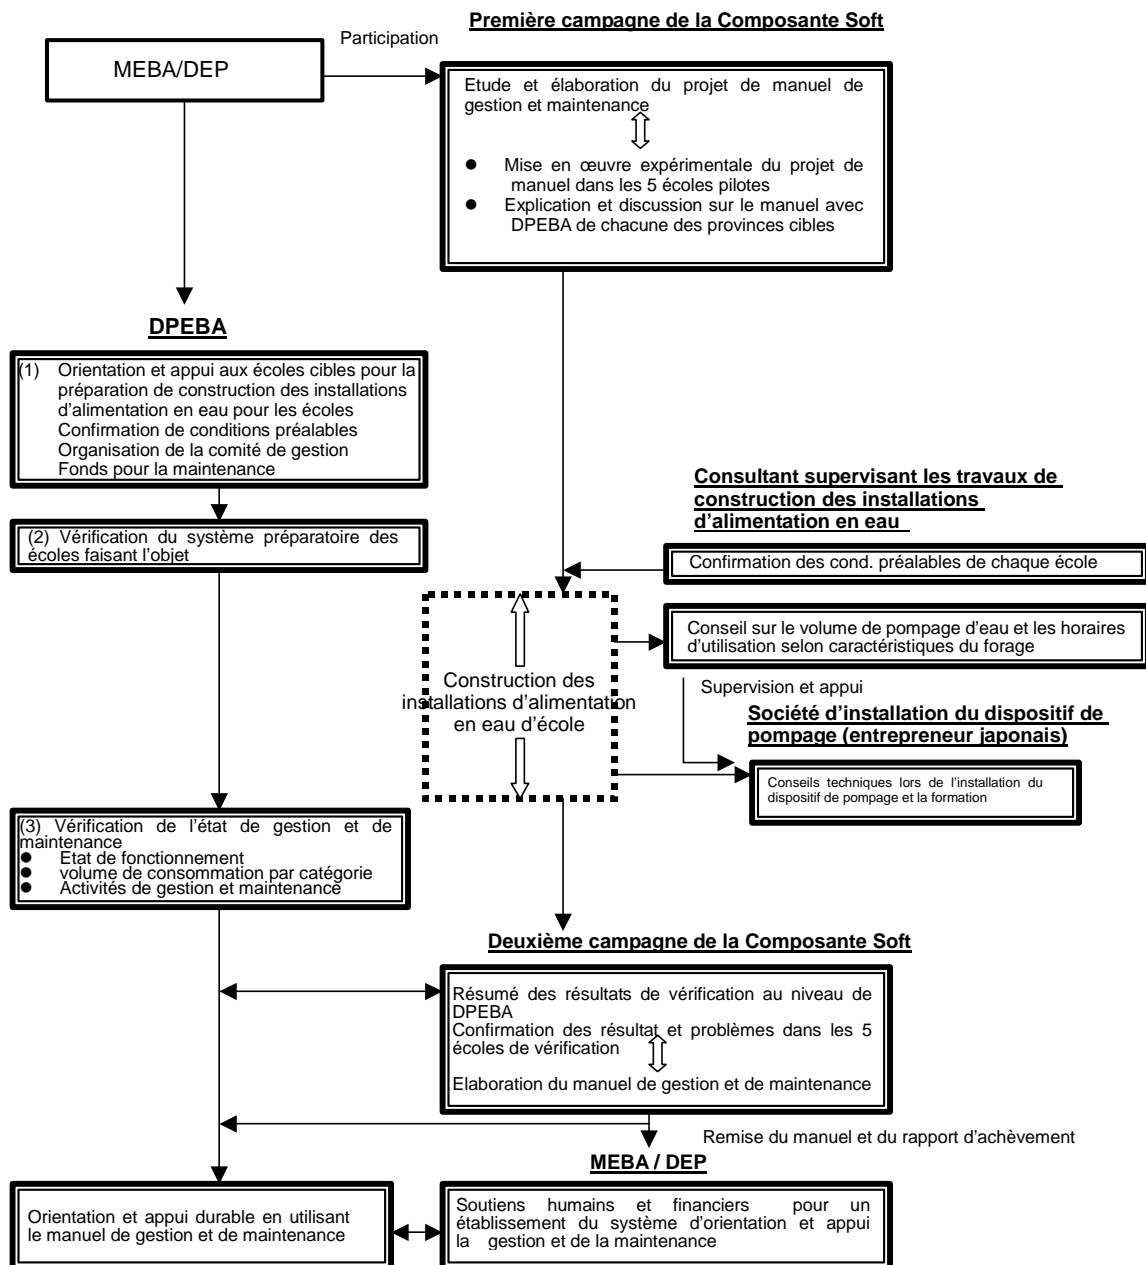 Première campagne de la Composante Soft
Participation
MEBA/DEP
Etude et élaboration du projet de manuel de
gestion et maintenance
● Mise en œuvre expérimentale du projet de
manuel dans les 5 écoles pilotes
● Explication et discussion sur le manuel avec
DPEBA de chacune des provinces cibles
DPEBA
(1) Orientation et appui aux écoles cibles pour la
préparation de construction des installations
d'alimentation en eau pour les écoles
Confirmation de conditions préalables
Organisation de la comité de gestion
Fonds pour la maintenance
(2) Vérification du système préparatoire des
écoles faisant l'objet
Consultant supervisant les travaux de
construction des installations
d'alimentation en eau
Confirmation des cond. préalables de chaque école
Conseil sur le volume de pompage d'eau et les horaires
d'utilisation selon caractéristiques du forage
Construction des
installations d'alimentation
en eau d'école
Supervision et appui
Société d'installation du dispositif de
pompage (entrepreneur japonais)
Conseils techniques lors de l'installation du
dispositif de pompage et la formation
(3) Vérification de l'état de gestion et de
maintenance
● Etat de fonctionnement
● volume de consommation par catégorie
● Activités de gestion et maintenance
Deuxième campagne de la Composante Soft
Résumé des résultats de vérification au niveau de
DPEBA
Confirmation des résultat et problèmes dans les 5
écoles de vérification
Elaboration du manuel de gestion et de maintenance
Remise du manuel et du rapport d'achèvement
MEBA / DEP
Orientation et appui durable en utilisant
le manuel de gestion et de maintenance
Soutiens humains et financiers pour un
établissement du système d'orientation et appui
la gestion et de la maintenance